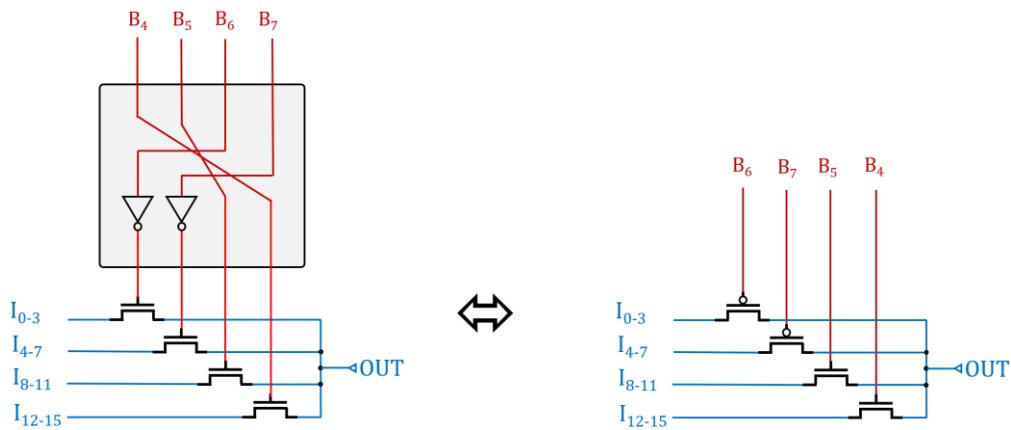 B₄ B₅ B₆ B₇
I₀₋₃
I₄₋₇
I₈₋₁₁
I₁₂₋₁₅
OUT
B₆ B₇ B₅ B₄
I₀₋₃
I₄₋₇
I₈₋₁₁
I₁₂₋₁₅
OUT